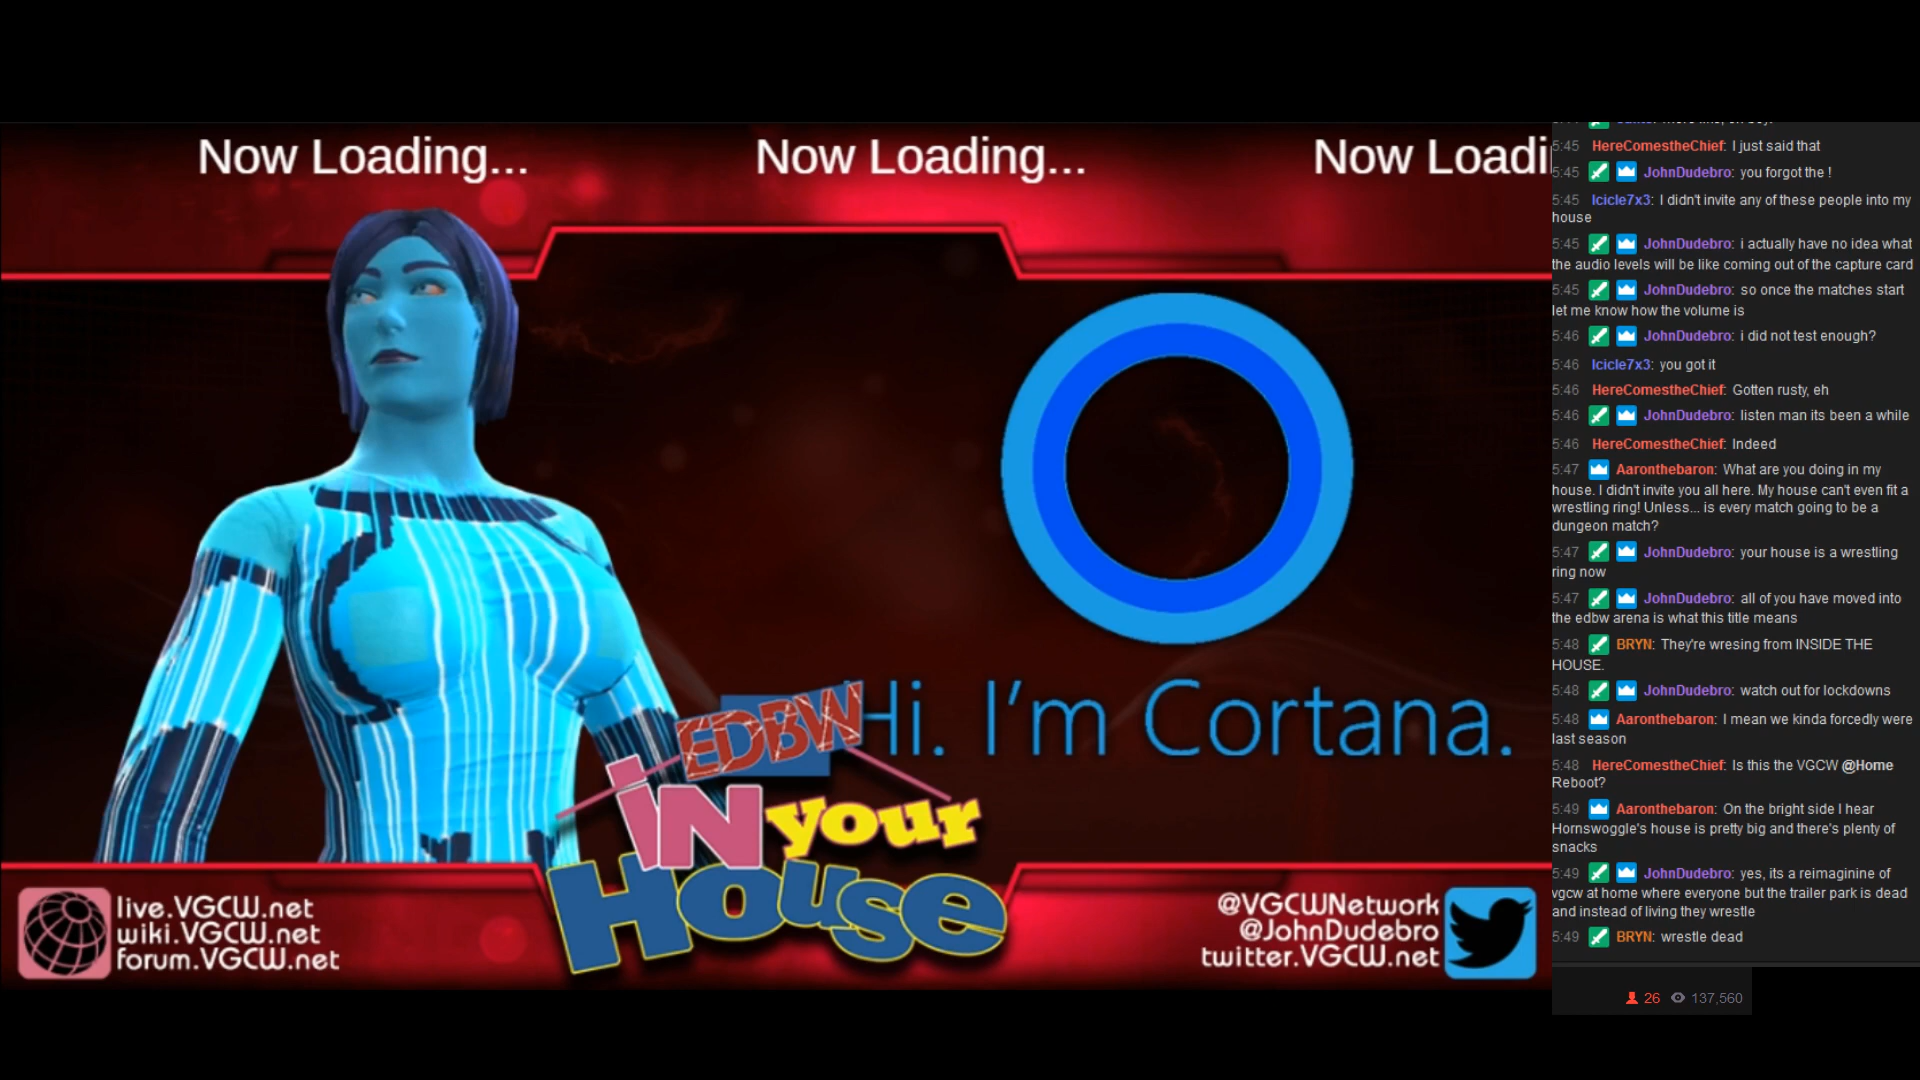 Now Loading... Now Loading... Now Loadi
Hi. I'm Cortana.
EDBW
IN your
House
live.VGCW.net
wiki.VGCW.net
forum.VGCW.net
@VGCWNetwork
@JohnDudebro
twitter.VGCW.net
5:45 HereComestheChief: I just said that
5:45 JohnDudebro: you forgot the !
5:45 Icicle7x3: I didn't invite any of these people into my
house
5:45 JohnDudebro: i actually have no idea what
the audio levels will be like coming out of the capture card
5:45 JohnDudebro: so once the matches start
let me know how the volume is
5:46 JohnDudebro: i did not test enough?
5:46 Icicle7x3: you got it
5:46 HereComestheChief: Gotten rusty, eh
5:46 JohnDudebro: listen man its been a while
5:46 HereComestheChief: Indeed
5:47 Aaronthebaron: What are you doing in my
house. I didn't invite you all here. My house can't even fit a
wrestling ring! Unless... is every match going to be a
dungeon match?
5:47 JohnDudebro: your house is a wrestling
ring now
5:47 JohnDudebro: all of you have moved into
the edbw arena is what this title means
5:48 BRYN: They're wresing from INSIDE THE
HOUSE.
5:48 JohnDudebro: watch out for lockdowns
5:48 Aaronthebaron: I mean we kinda forcedly were
last season
5:48 HereComestheChief: Is this the VGCW @Home
Reboot?
5:49 Aaronthebaron: On the bright side I hear
Hornswoggle's house is pretty big and there's plenty of
snacks
5:49 JohnDudebro: yes, its a reimaginine of
vgcw at home where everyone but the trailer park is dead
and instead of living they wrestle
5:49 BRYN: wrestle dead
26 137,560